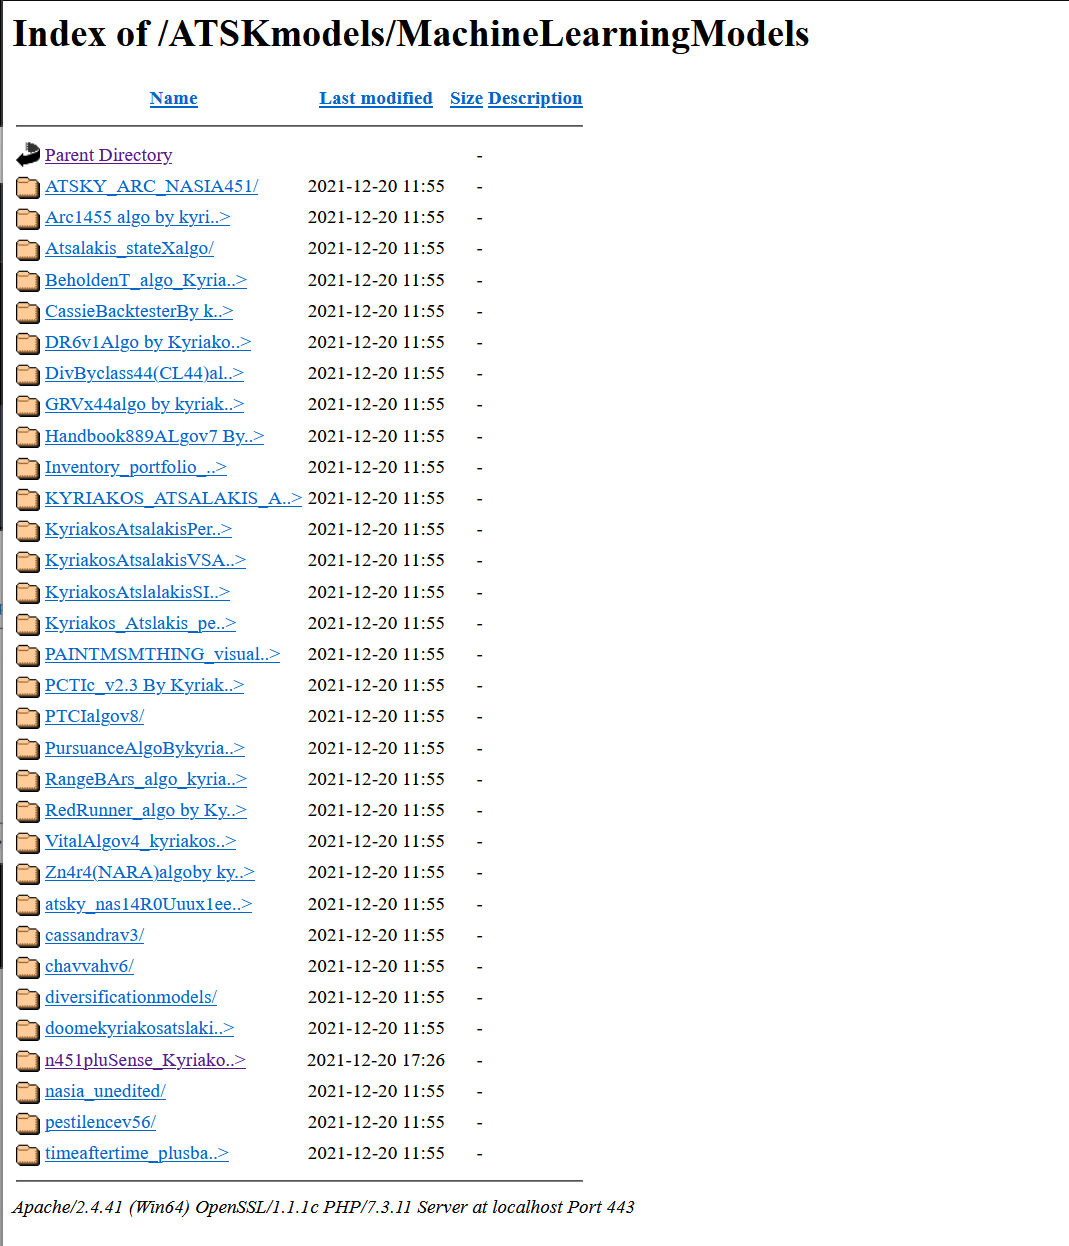 Index of /ATSKmodels/MachineLearningModels
Name Last modified Size Description
Parent Directory -
ATSKY_ARC_NASIA451/ 2021-12-20 11:55 -
Arc1455 algo by kyri..> 2021-12-20 11:55 -
Atsalakis_stateXalgo/ 2021-12-20 11:55 -
BeholdenT_algo_Kyria..> 2021-12-20 11:55 -
CassieBacktesterBy k..> 2021-12-20 11:55 -
DR6v1Algo by Kyriako..> 2021-12-20 11:55 -
DivByclass44(CL44)al..> 2021-12-20 11:55 -
GRVx44algo by kyriak..> 2021-12-20 11:55 -
Handbook889ALgov7 By..> 2021-12-20 11:55 -
Inventory_portfolio_..> 2021-12-20 11:55 -
KYRIAKOS_ATSALAKIS_A..> 2021-12-20 11:55 -
KyriakosAtsalakisPer..> 2021-12-20 11:55 -
KyriakosAtsalakisVSA..> 2021-12-20 11:55 -
KyriakosAtslalakisSI..> 2021-12-20 11:55 -
Kyriakos_Atslakis_pe..> 2021-12-20 11:55 -
PAINTMSMTHING_visual..> 2021-12-20 11:55 -
PCTIc_v2.3 By Kyriak..> 2021-12-20 11:55 -
PTCIalgov8/ 2021-12-20 11:55 -
PursuanceAlgoBykyria..> 2021-12-20 11:55 -
RangeBArs_algo_kyria..> 2021-12-20 11:55 -
RedRunner_algo by Ky..> 2021-12-20 11:55 -
VitalAlgov4_kyriakos..> 2021-12-20 11:55 -
Zn4r4(NARA)algoby ky..> 2021-12-20 11:55 -
atsky_nas14R0Uuux1ee..> 2021-12-20 11:55 -
cassandrav3/ 2021-12-20 11:55 -
chavvahv6/ 2021-12-20 11:55 -
diversificationmodels/ 2021-12-20 11:55 -
doomekyriakosatslaki..> 2021-12-20 11:55 -
n451pluSense_Kyriako..> 2021-12-20 17:26 -
nasia_unedited/ 2021-12-20 11:55 -
pestilencev56/ 2021-12-20 11:55 -
timeaftertime_plusba..> 2021-12-20 11:55 -
Apache/2.4.41 (Win64) OpenSSL/1.1.1c PHP/7.3.11 Server at localhost Port 443